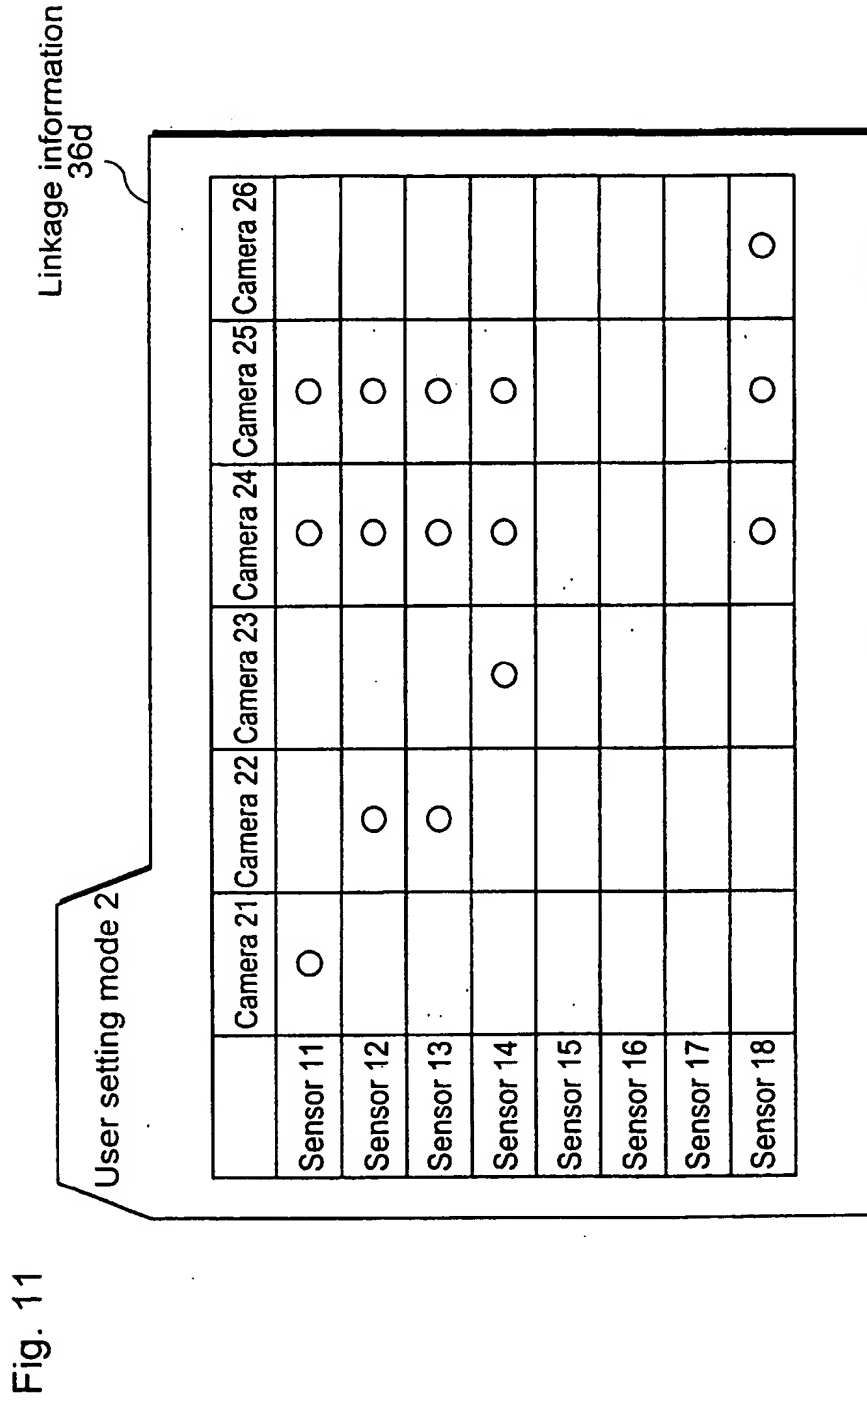 Fig. 11
Linkage information
36d
User setting mode 2
Camera 21 Camera 22 Camera 23 Camera 24 Camera 25 Camera 26
Sensor 11 ○ ○ ○
Sensor 12 ○ ○ ○
Sensor 13 ○ ○ ○
Sensor 14 ○ ○ ○
Sensor 15
Sensor 16
Sensor 17
Sensor 18 ○ ○ ○